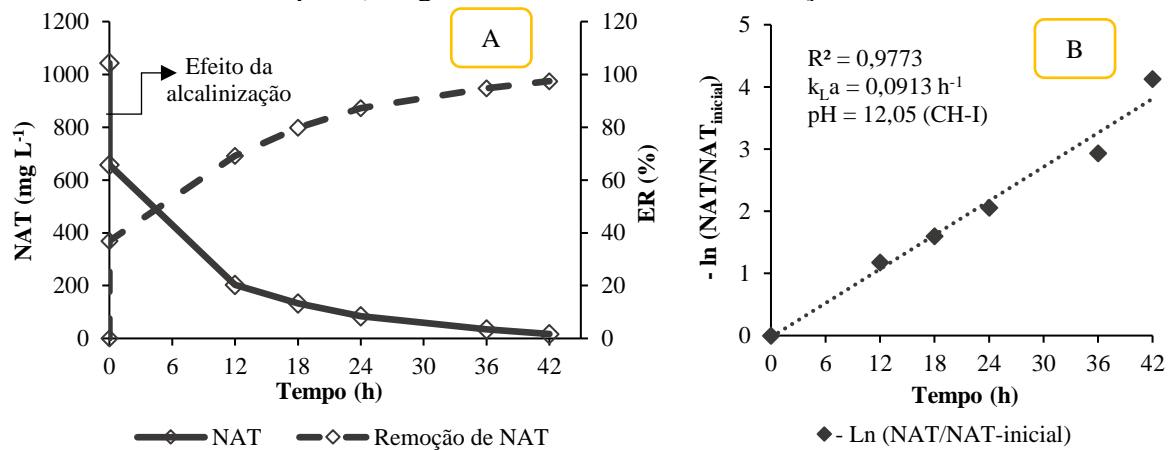 A
NAT (mg L-1)
1200
1000
800
600
400
200
0
Efeito da
alcalinização
ER (%)
120
100
80
60
40
20
0
0 6 12 18 24 30 36 42
Tempo (h)
NAT
Remoção de NAT
B
- ln (NAT/NATinicial)
5
4
3
2
1
0
R² = 0,9773
kLa = 0,0913 h-1
pH = 12,05 (CH-I)
0 6 12 18 24 30 36 42
Tempo (h)
- Ln (NAT/NAT-inicial)